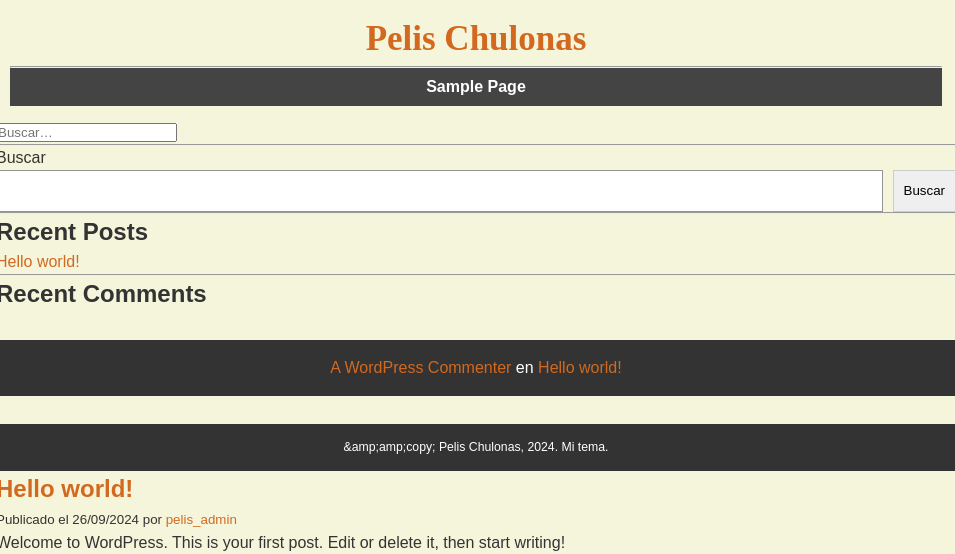 Pelis Chulonas
Sample Page
Buscar…
Buscar
Buscar
Recent Posts
Hello world!
Recent Comments
A WordPress Commenter en Hello world!
&amp;amp;copy; Pelis Chulonas, 2024. Mi tema.
Hello world!
Publicado el 26/09/2024 por pelis_admin
Welcome to WordPress. This is your first post. Edit or delete it, then start writing!